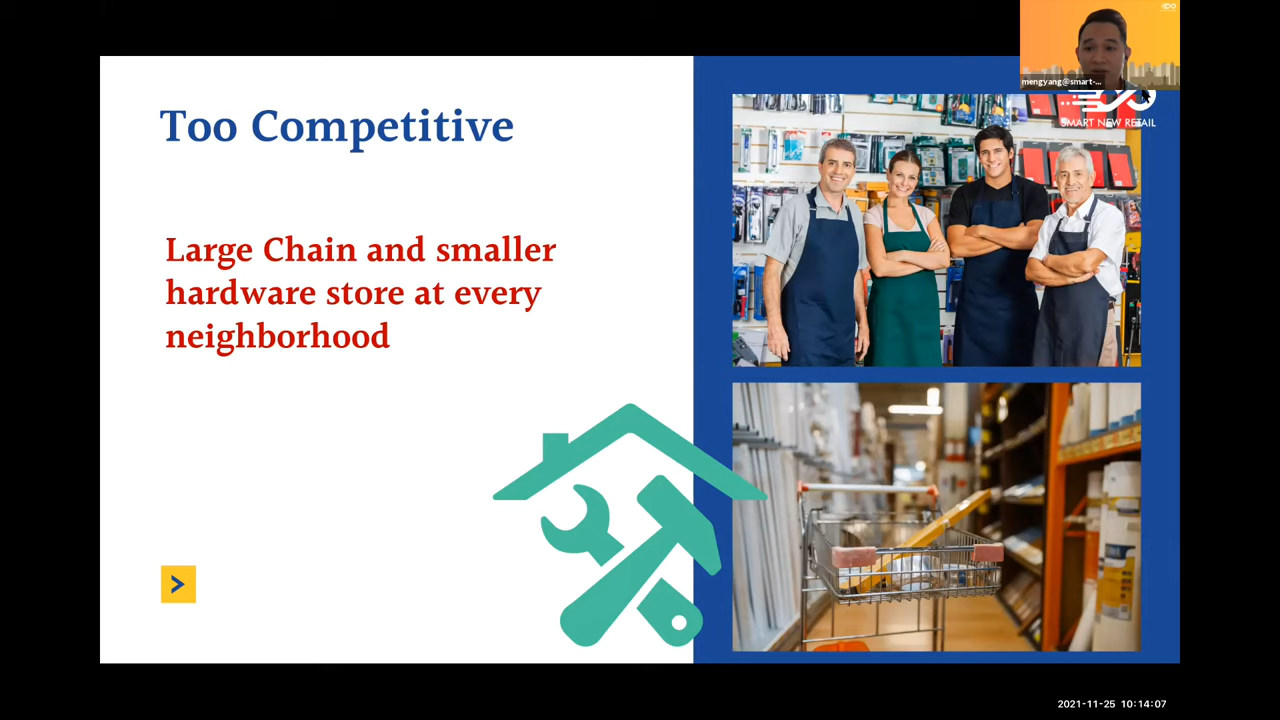 mengyang@smart-...
SMART NEW RETAIL
Too Competitive
Large Chain and smaller
hardware store at every
neighborhood
2021-11-25 10:14:07